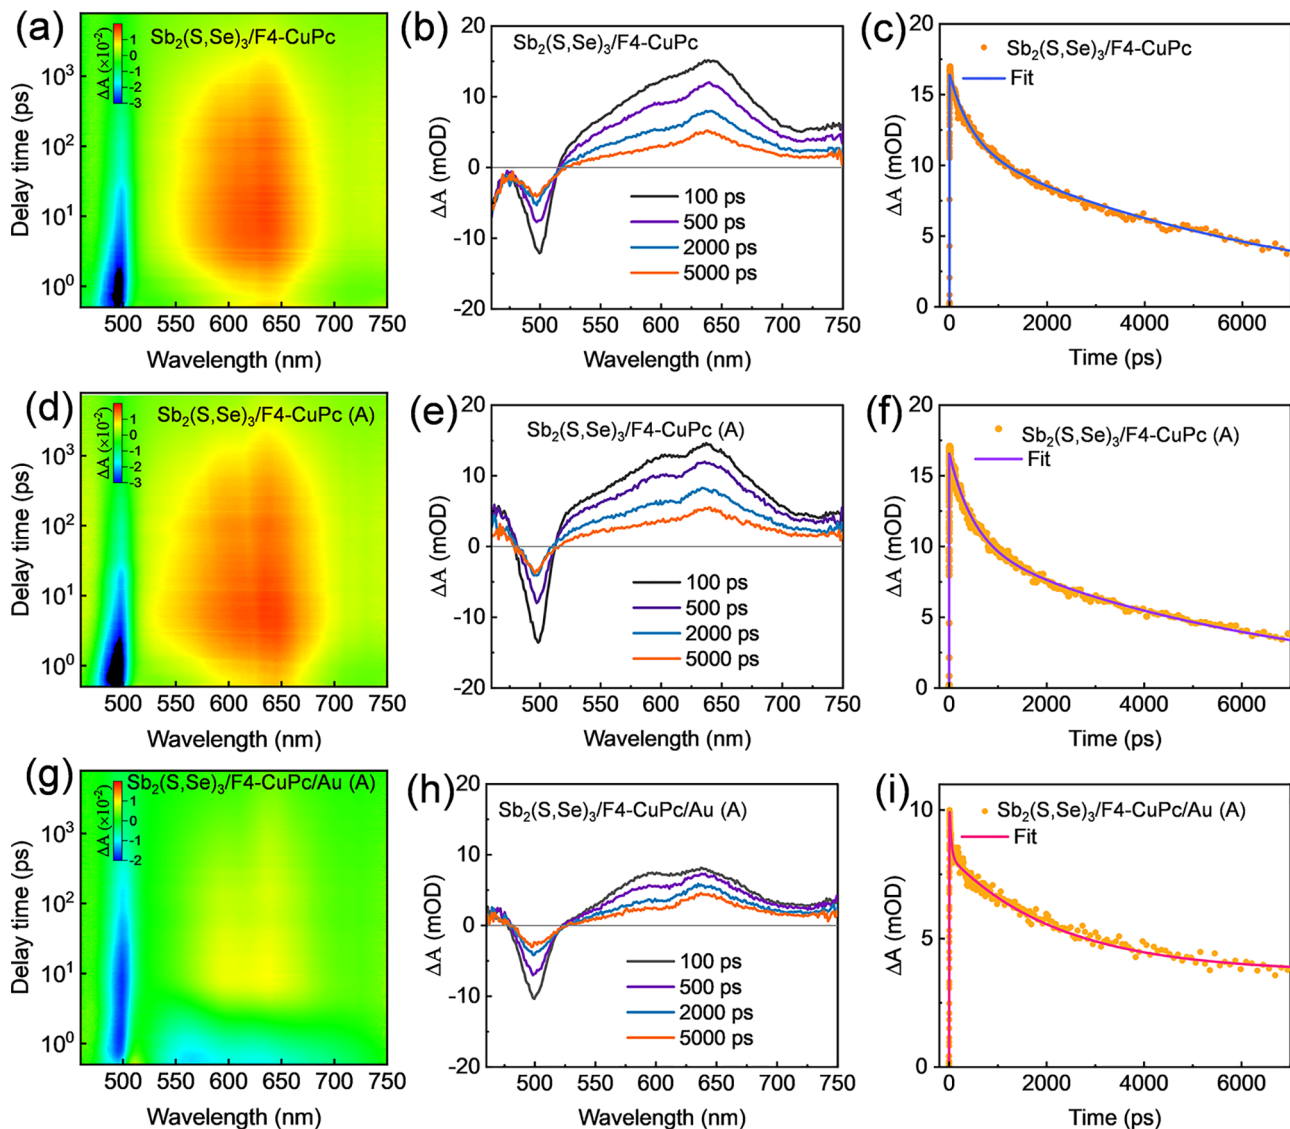 (a)
Sb2(S,Se)3/F4-CuPc
ΔA (×10-2)
1
0
-1
-2
-3
10³
10²
10¹
10⁰
Delay time (ps)
500 550 600 650 700 750
Wavelength (nm)
(b)
Sb2(S,Se)3/F4-CuPc
20
10
0
-10
20
ΔA (mOD)
100 ps
500 ps
2000 ps
5000 ps
500 550 600 650 700 750
Wavelength (nm)
(c)
Sb2(S,Se)3/F4-CuPc
Fit
20
15
10
5
0
ΔA (mOD)
0 2000 4000 6000
Time (ps)
(d)
Sb2(S,Se)3/F4-CuPc (A)
ΔA (×10-2)
1
0
-1
-2
-3
10³
10²
10¹
10⁰
Delay time (ps)
500 550 600 650 700 750
Wavelength (nm)
(e)
Sb2(S,Se)3/F4-CuPc (A)
20
10
0
-10
-20
ΔA (mOD)
100 ps
500 ps
2000 ps
5000 ps
500 550 600 650 700 750
Wavelength (nm)
(f)
Sb2(S,Se)3/F4-CuPc (A)
Fit
20
15
10
5
0
ΔA (mOD)
0 2000 4000 6000
Time (ps)
(g)
Sb2(S,Se)3/F4-CuPc/Au (A)
ΔA (×10-2)
1
0
-1
-2
10³
10²
10¹
10⁰
Delay time (ps)
500 550 600 650 700 750
Wavelength (nm)
(h)
Sb2(S,Se)3/F4-CuPc/Au (A)
20
10
0
-10
-20
ΔA (mOD)
100 ps
500 ps
2000 ps
5000 ps
500 550 600 650 700 750
Wavelength (nm)
(i)
Sb2(S,Se)3/F4-CuPc/Au (A)
Fit
10
5
0
ΔA (mOD)
0 2000 4000 6000
Time (ps)